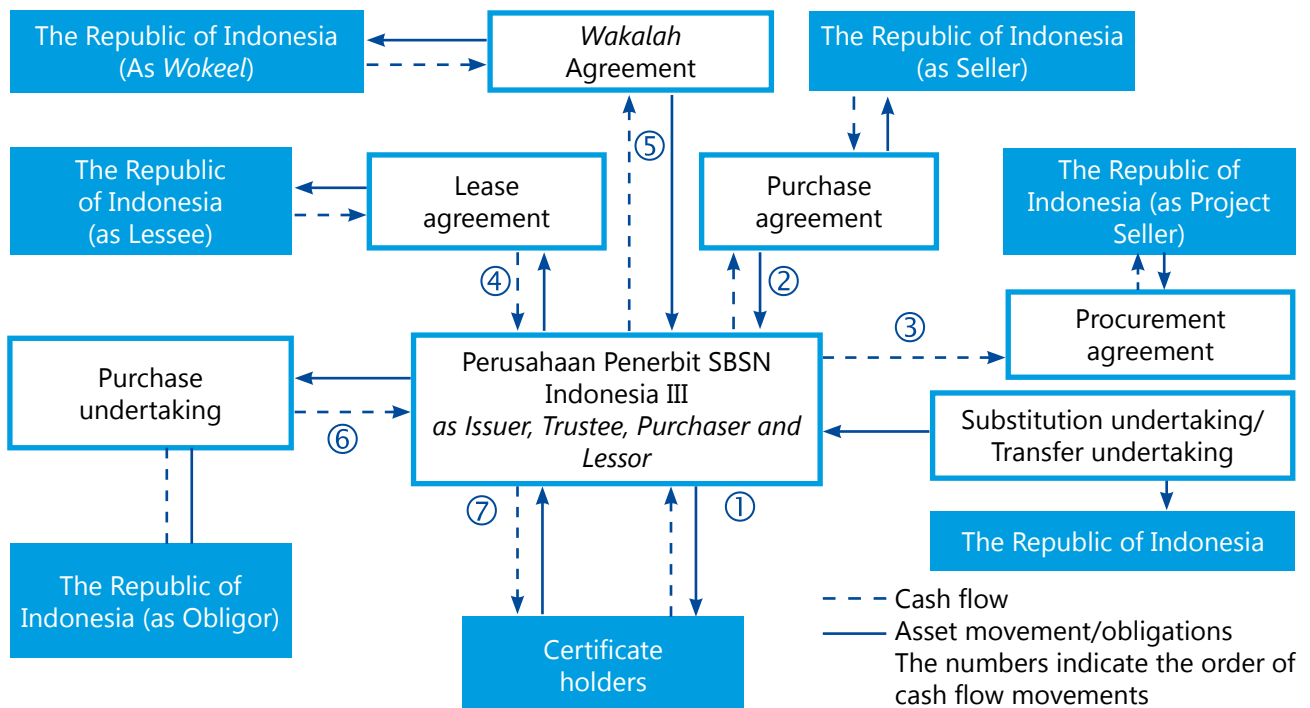 The Republic of Indonesia
(As Wokeel)
Wakalah
Agreement
The Republic of Indonesia
(as Seller)
⑤
The Republic
of Indonesia
(as Lessee)
Lease
agreement
Purchase
agreement
The Republic of
Indonesia (as Project
Seller)
④
②
③
Procurement
agreement
Purchase
undertaking
⑥
Perusahaan Penerbit SBSN
Indonesia III
as Issuer, Trustee, Purchaser and
Lessor
Substitution undertaking/
Transfer undertaking
⑦
①
The Republic of Indonesia
The Republic of
Indonesia (as Obligor)
Certificate
holders
Cash flow
Asset movement/obligations
The numbers indicate the order of
cash flow movements